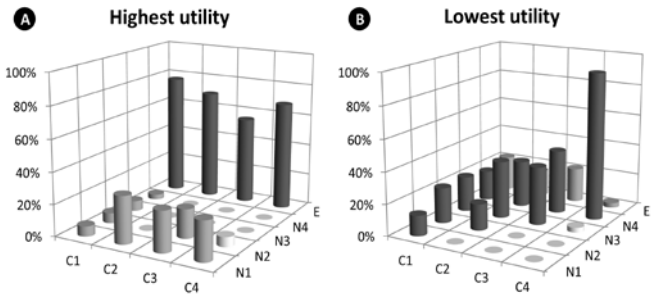 A Highest utility
100%
80%
60%
40%
20%
0%
C1
C2
C3
C4
N1
N2
N3
N4
E
B Lowest utility
100%
80%
60%
40%
20%
0%
C1
C2
C3
C4
N1
N2
N3
N4
E